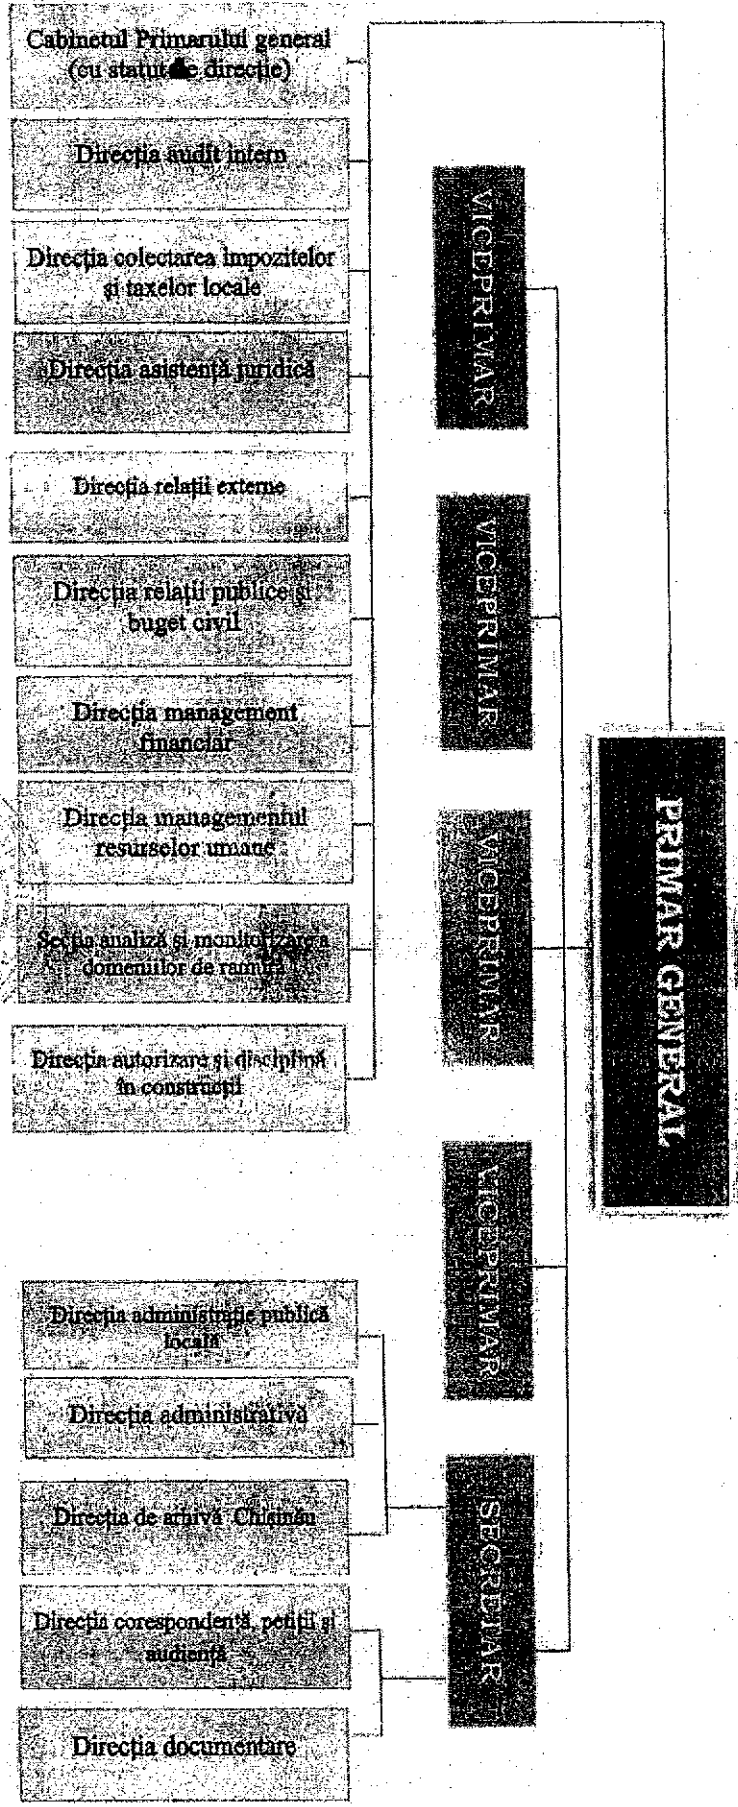 Cabinetul Primarului general
(cu statut de direcție)
Direcția audit intern
Direcția colectarea impozitelor
și taxelor locale
Direcția asistență juridică
Direcția relații externe
Direcția relații publice și
buget civil
Direcția management
financiar
Direcția managementul
resurselor umane
Secția analiză și monitorizare a
domeniilor de ramură
Direcția autorizare și disciplină
în construcții
Direcția administrație publică
locală
Direcția administrativă
Direcția de arhivă Chișinău
Direcția corespondență, petiții și
audiență
Direcția documentare
VICEPRIMAR
VICEPRIMAR
VICEPRIMAR
VICEPRIMAR
SECRETAR
PRIMAR GENERAL